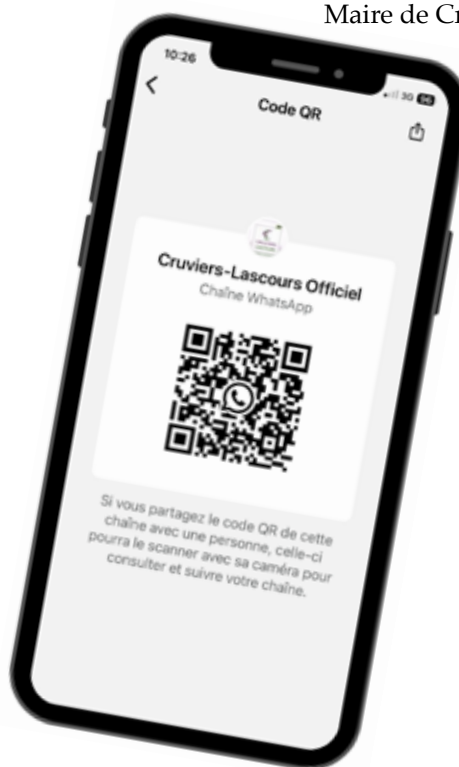 Maire de Cr
10:26
3G 96
Code QR
Cruviers-Lascours Officiel
Chaîne WhatsApp
Si vous partagez le code QR de cette
chaîne avec une personne, celle-ci
pourra le scanner avec sa caméra pour
consulter et suivre votre chaîne.